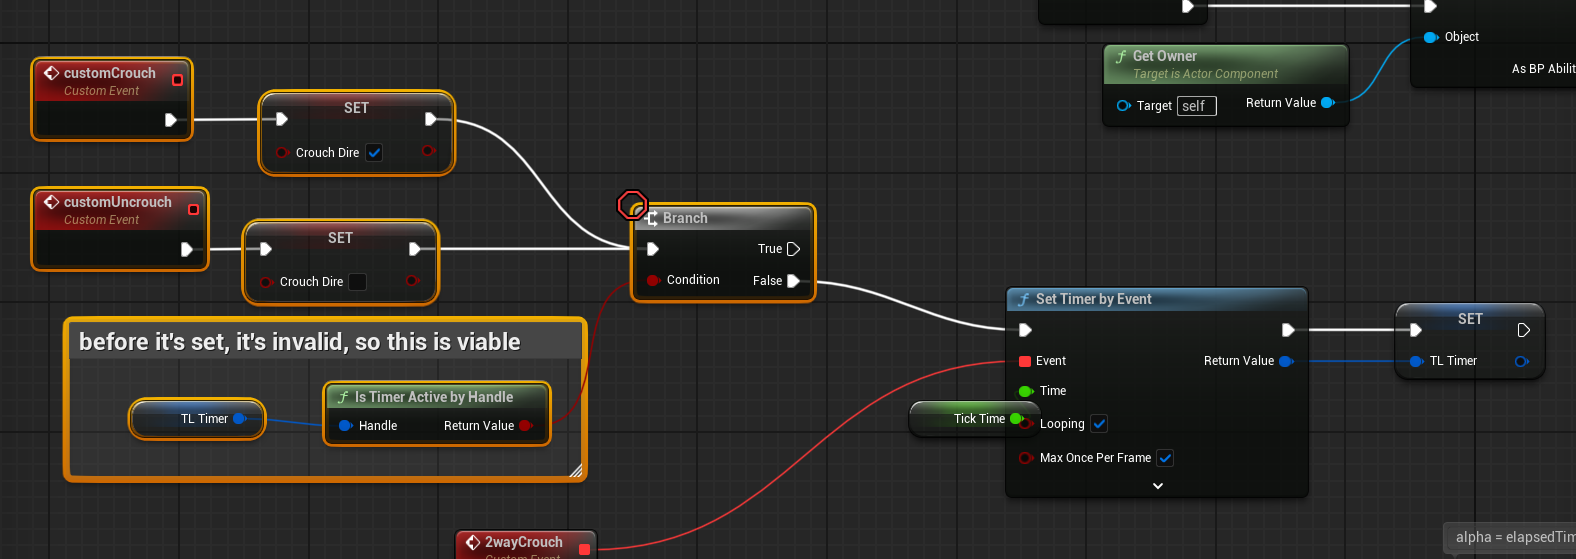 customCrouch
Custom Event
SET
Crouch Dire
customUncrouch
Custom Event
SET
Crouch Dire
before it's set, it's invalid, so this is viable
TL Timer
f Is Timer Active by Handle
Handle Return Value
Branch
True
Condition False
f Get Owner
Target is Actor Component
Target self Return Value
Object
As BP Abilit
f Set Timer by Event
Event Return Value
Time
Tick Time
Looping
Max Once Per Frame
SET
TL Timer
2wayCrouch
Custom Event
alpha = elapsedTim